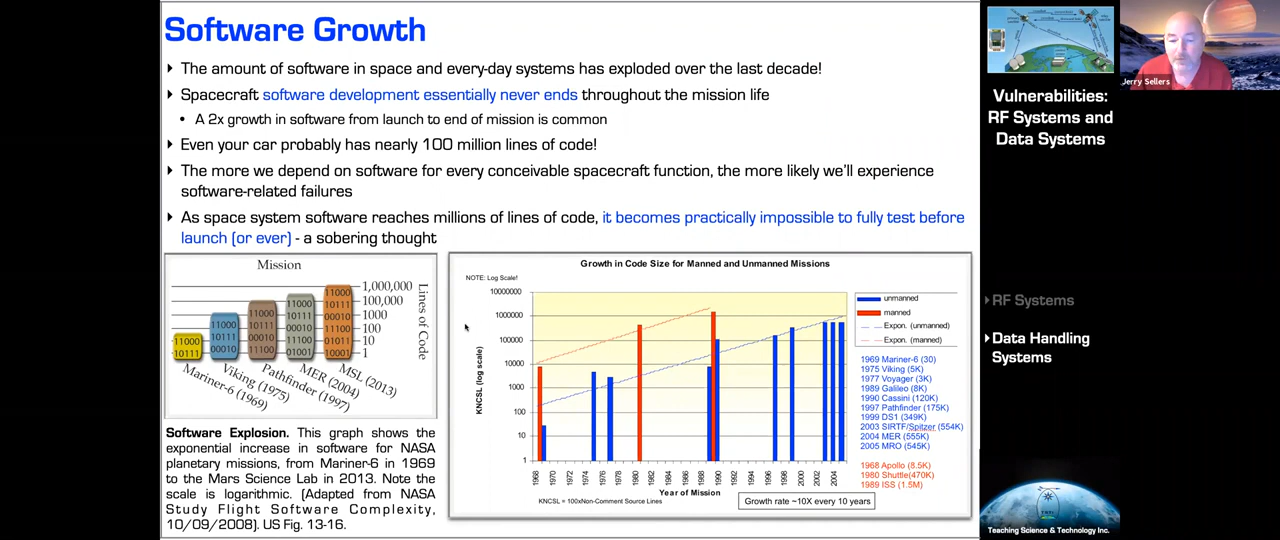 Software Growth
The amount of software in space and every-day systems has exploded over the last decade!
Spacecraft software development essentially never ends throughout the mission life
A 2x growth in software from launch to end of mission is common
Even your car probably has nearly 100 million lines of code!
The more we depend on software for every conceivable spacecraft function, the more likely we'll experience
software-related failures
As space system software reaches millions of lines of code, it becomes practically impossible to fully test before
launch (or ever) - a sobering thought
Mission
1,000,000
100,000
1000
100
10
1
Lines of Code
11000
10111
11000
10111
00010
11000
10111
00010
11100
11000
10111
00010
11100
11001
11000
10111
00010
11100
01011
10001
Mariner-6 (1969)
Viking (1975)
Pathfinder (1997)
MER (2004)
MSL (2013)
Software Explosion. This graph shows the
exponential increase in software for NASA
planetary missions, from Mariner-6 in 1969
to the Mars Science Lab in 2013. Note the
scale is logarithmic. (Adapted from NASA
Study Flight Software Complexity,
10/09/2008). US Fig. 13-16.
Growth in Code Size for Manned and Unmanned Missions
NOTE: Log Scale!
KNCSL (log scale)
10000000
1000000
100000
10000
1000
100
10
1
1968
1970
1972
1974
1976
1978
1980
1982
1984
1986
1988
1990
1992
1994
1996
1998
2000
2002
2004
Year of Mission
KNCSL = 100xNon-Comment Source Lines
Growth rate ~10X every 10 years
unmanned
manned
Expon. (unmanned)
Expon. (manned)
1969 Mariner-6 (30)
1975 Viking (5K)
1977 Voyager (3K)
1989 Galileo (8K)
1990 Cassini (120K)
1997 Pathfinder (175K)
1999 DS1 (349K)
2003 SIRTF/Spitzer (554K)
2004 MER (555K)
2005 MRO (545K)
1968 Apollo (8.5K)
1980 Shuttle(470K)
1989 ISS (1.5M)
Vulnerabilities:
RF Systems and
Data Systems
RF Systems
Data Handling
Systems
Teaching Science & Technology Inc.
Jerry Sellers